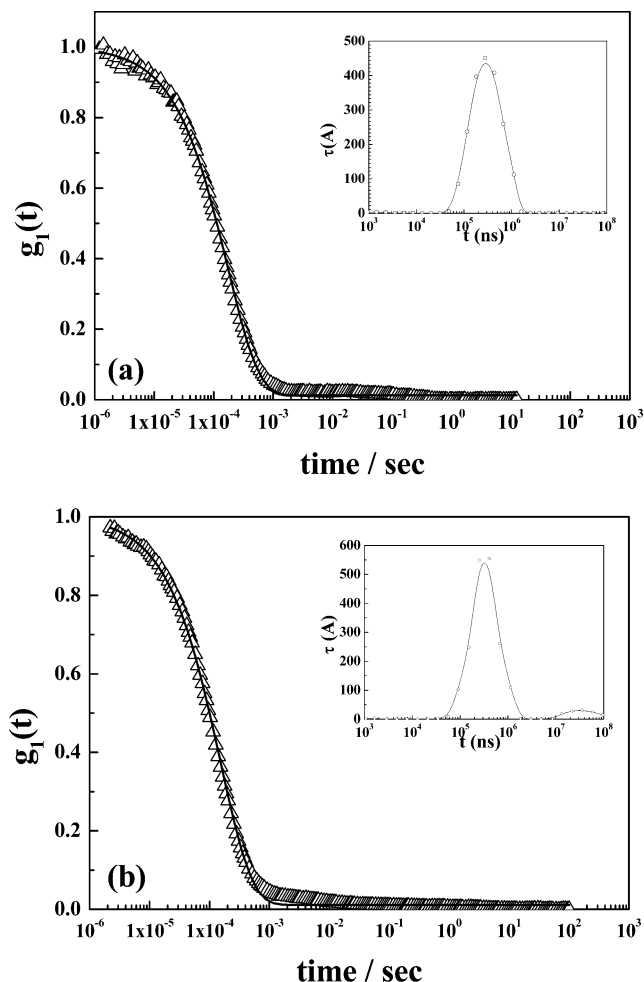 1.0
0.8
0.6
0.4
0.2
0.0
g₁(t)
(a)
10⁻⁶ 1x10⁻⁵ 1x10⁻⁴ 10⁻³ 10⁻² 10⁻¹ 10⁰ 10¹ 10² 10³
time / sec
500
400
300
200
100
0
τ(A)
10³ 10⁴ 10⁵ 10⁶ 10⁷ 10⁸
t (ns)
1.0
0.8
0.6
0.4
0.2
0.0
g₁(t)
(b)
10⁻⁶ 1x10⁻⁵ 1x10⁻⁴ 10⁻³ 10⁻² 10⁻¹ 10⁰ 10¹ 10² 10³
time / sec
600
500
400
300
200
100
0
τ (A)
10³ 10⁴ 10⁵ 10⁶ 10⁷ 10⁸
t (ns)